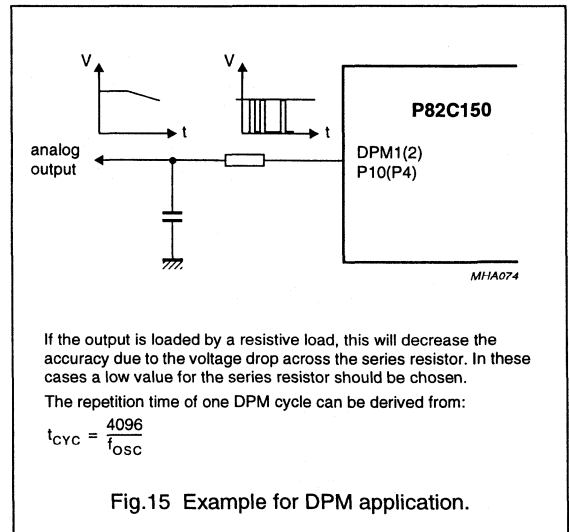 V
V
t
t
P82C150
analog
output
DPM1(2)
P10(P4)
MHA074
If the output is loaded by a resistive load, this will decrease the
accuracy due to the voltage drop across the series resistor. In these
cases a low value for the series resistor should be chosen.
The repetition time of one DPM cycle can be derived from:
tCYC = 4096/fOSC
Fig.15 Example for DPM application.